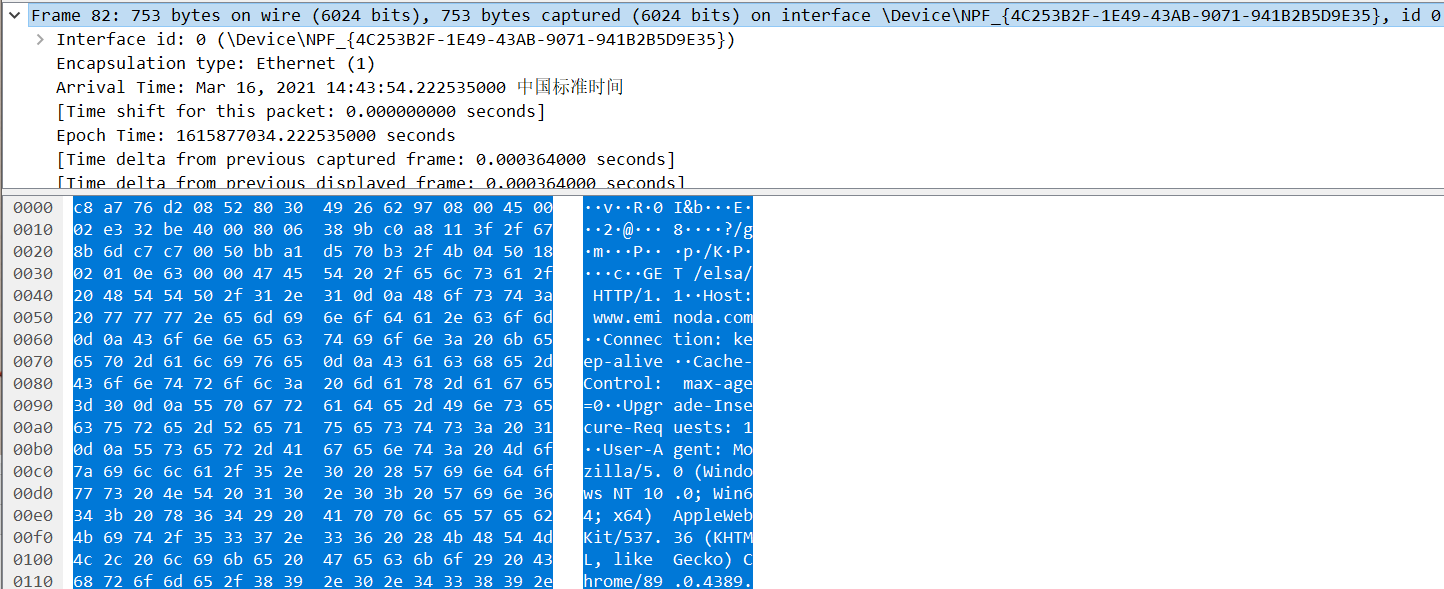 Frame 82: 753 bytes on wire (6024 bits), 753 bytes captured (6024 bits) on interface \Device\NPF_{4C253B2F-1E49-43AB-9071-941B2B5D9E35}, id 0
Interface id: 0 (\Device\NPF_{4C253B2F-1E49-43AB-9071-941B2B5D9E35})
Encapsulation type: Ethernet (1)
Arrival Time: Mar 16, 2021 14:43:54.222535000 中国标准时间
[Time shift for this packet: 0.000000000 seconds]
Epoch Time: 1615877034.222535000 seconds
[Time delta from previous captured frame: 0.000364000 seconds]
[Time delta from previous displayed frame: 0.000364000 seconds]
0000 c8 a7 76 d2 08 52 80 30 49 26 62 97 08 00 45 00 ··v··R·0 I&b···E·
0010 02 e3 32 be 40 00 80 06 38 9b c0 a8 11 3f 2f 67 ··2·@··· 8····?/g
0020 8b 6d c7 c7 00 50 bb a1 d5 70 b3 2f 4b 04 50 18 ·m···P·· ·p·/K·P·
0030 02 01 0e 63 00 00 47 45 54 20 2f 65 6c 73 61 2f ···c··GE T /elsa/
0040 20 48 54 54 50 2f 31 2e 31 0d 0a 48 6f 73 74 3a HTTP/1. 1··Host:
0050 20 77 77 77 2e 65 6d 69 6e 6f 64 61 2e 63 6f 6d www.emi noda.com
0060 0d 0a 43 6f 6e 6e 65 63 74 69 6f 6e 3a 20 6b 65 ··Connec tion: ke
0070 65 70 2d 61 6c 69 76 65 0d 0a 43 61 63 68 65 2d ep-alive ··Cache-
0080 43 6f 6e 74 72 6f 6c 3a 20 6d 61 78 2d 61 67 65 Control: max-age
0090 3d 30 0d 0a 55 70 67 72 61 64 65 2d 49 6e 73 65 =0··Upgr ade-Inse
00a0 63 75 72 65 2d 52 65 71 75 65 73 74 73 3a 20 31 cure-Req uests: 1
00b0 0d 0a 55 73 65 72 2d 41 67 65 6e 74 3a 20 4d 6f ··User-A gent: Mo
00c0 7a 69 6c 6c 61 2f 35 2e 30 20 28 57 69 6e 64 6f zilla/5. 0 (Windo
00d0 77 73 20 4e 54 20 31 30 2e 30 3b 20 57 69 6e 36 ws NT 10 .0; Win6
00e0 34 3b 20 78 36 34 29 20 41 70 70 6c 65 57 65 62 4; x64) AppleWeb
00f0 4b 69 74 2f 35 33 37 2e 33 36 20 28 4b 48 54 4d Kit/537. 36 (KHTM
0100 4c 2c 20 6c 69 6b 65 20 47 65 63 6b 6f 29 20 43 L, like Gecko) C
0110 68 72 6f 6d 65 2f 38 39 2e 30 2e 34 33 38 39 2e hrome/89 .0.4389.